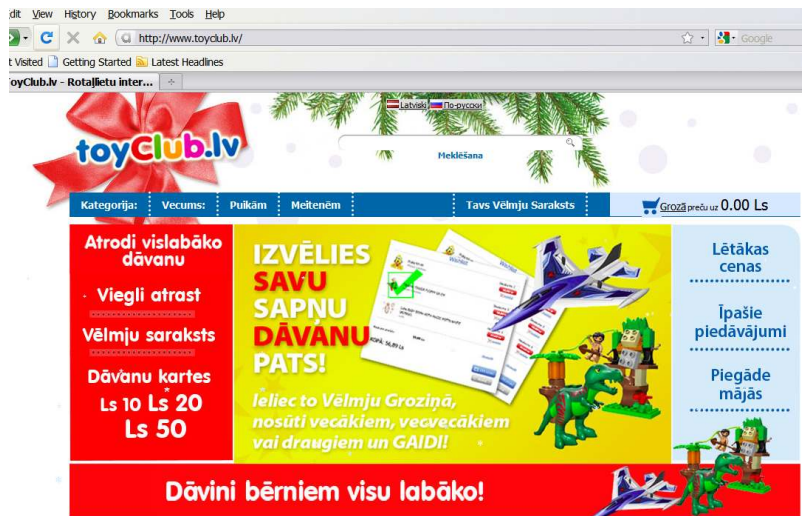 dit View History Bookmarks Tools Help
http://www.toyclub.lv/
Google
t Visited Getting Started Latest Headlines
oyClub.lv - Rotaļlietu inter...
Latviski По-русски
toyClub.lv
Meklēšana
Kategorija: Vecums: Puikām Meitenēm Tavs Vēlmju Saraksts Grozā preču uz 0.00 Ls
Atrodi vislabāko
dāvanu
Viegli atrast
Vēlmju saraksts
Dāvanu kartes
Ls 10 Ls 20
Ls 50
IZVĒLIES
SAVU
SAPŅU
DĀVANU
PATS!
Ieliec to Vēlmju Groziņā,
nosūti vecākiem, vecvecākiem
vai draugiem un GAIDI!
Lētākas
cenas
Īpašie
piedāvājumi
Piegāde
mājās
Dāvini bērniem visu labāko!